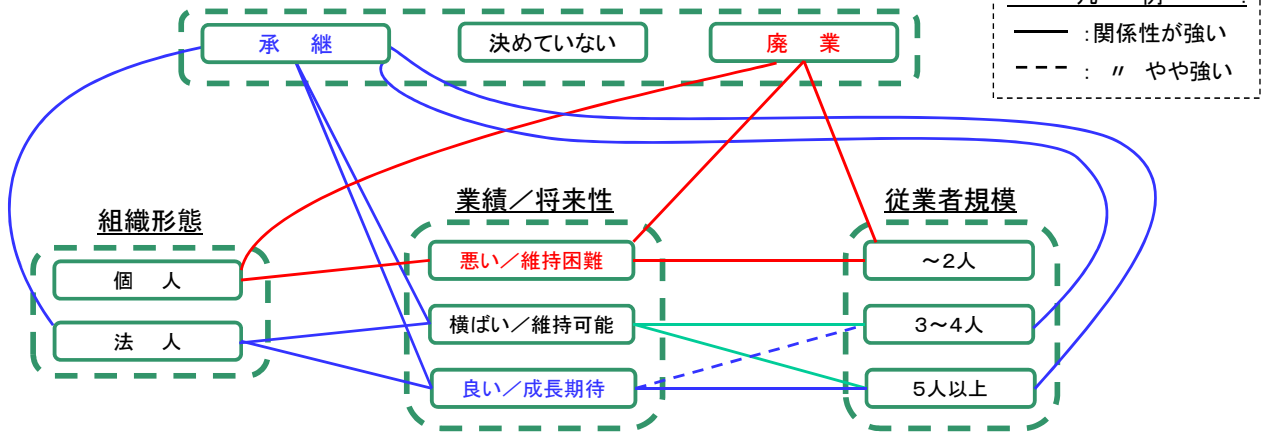 凡 例
承 継
決めていない
廃 業
：関係性が強い
： 〃 やや強い
組織形態
業績／将来性
従業者規模
個 人
悪い／維持困難
～2人
法 人
横ばい／維持可能
3～4人
良い／成長期待
5人以上